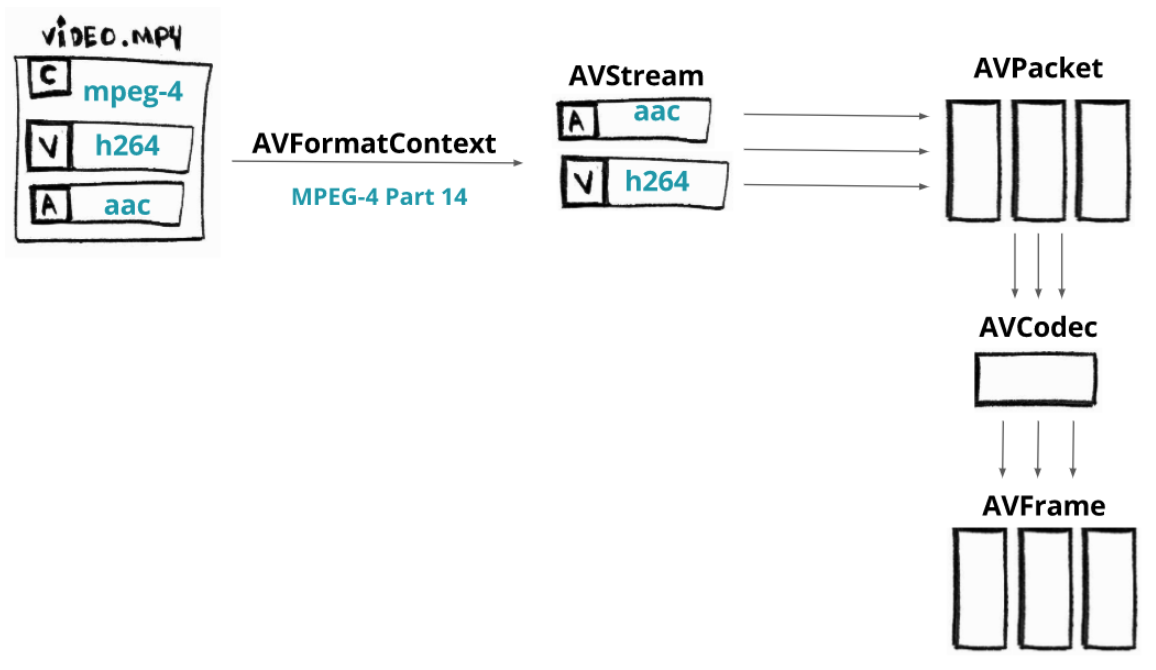 VIDEO.MP4
C mpeg-4
V h264
A aac
AVFormatContext
MPEG-4 Part 14
AVStream
A aac
V h264
AVPacket
AVCodec
AVFrame